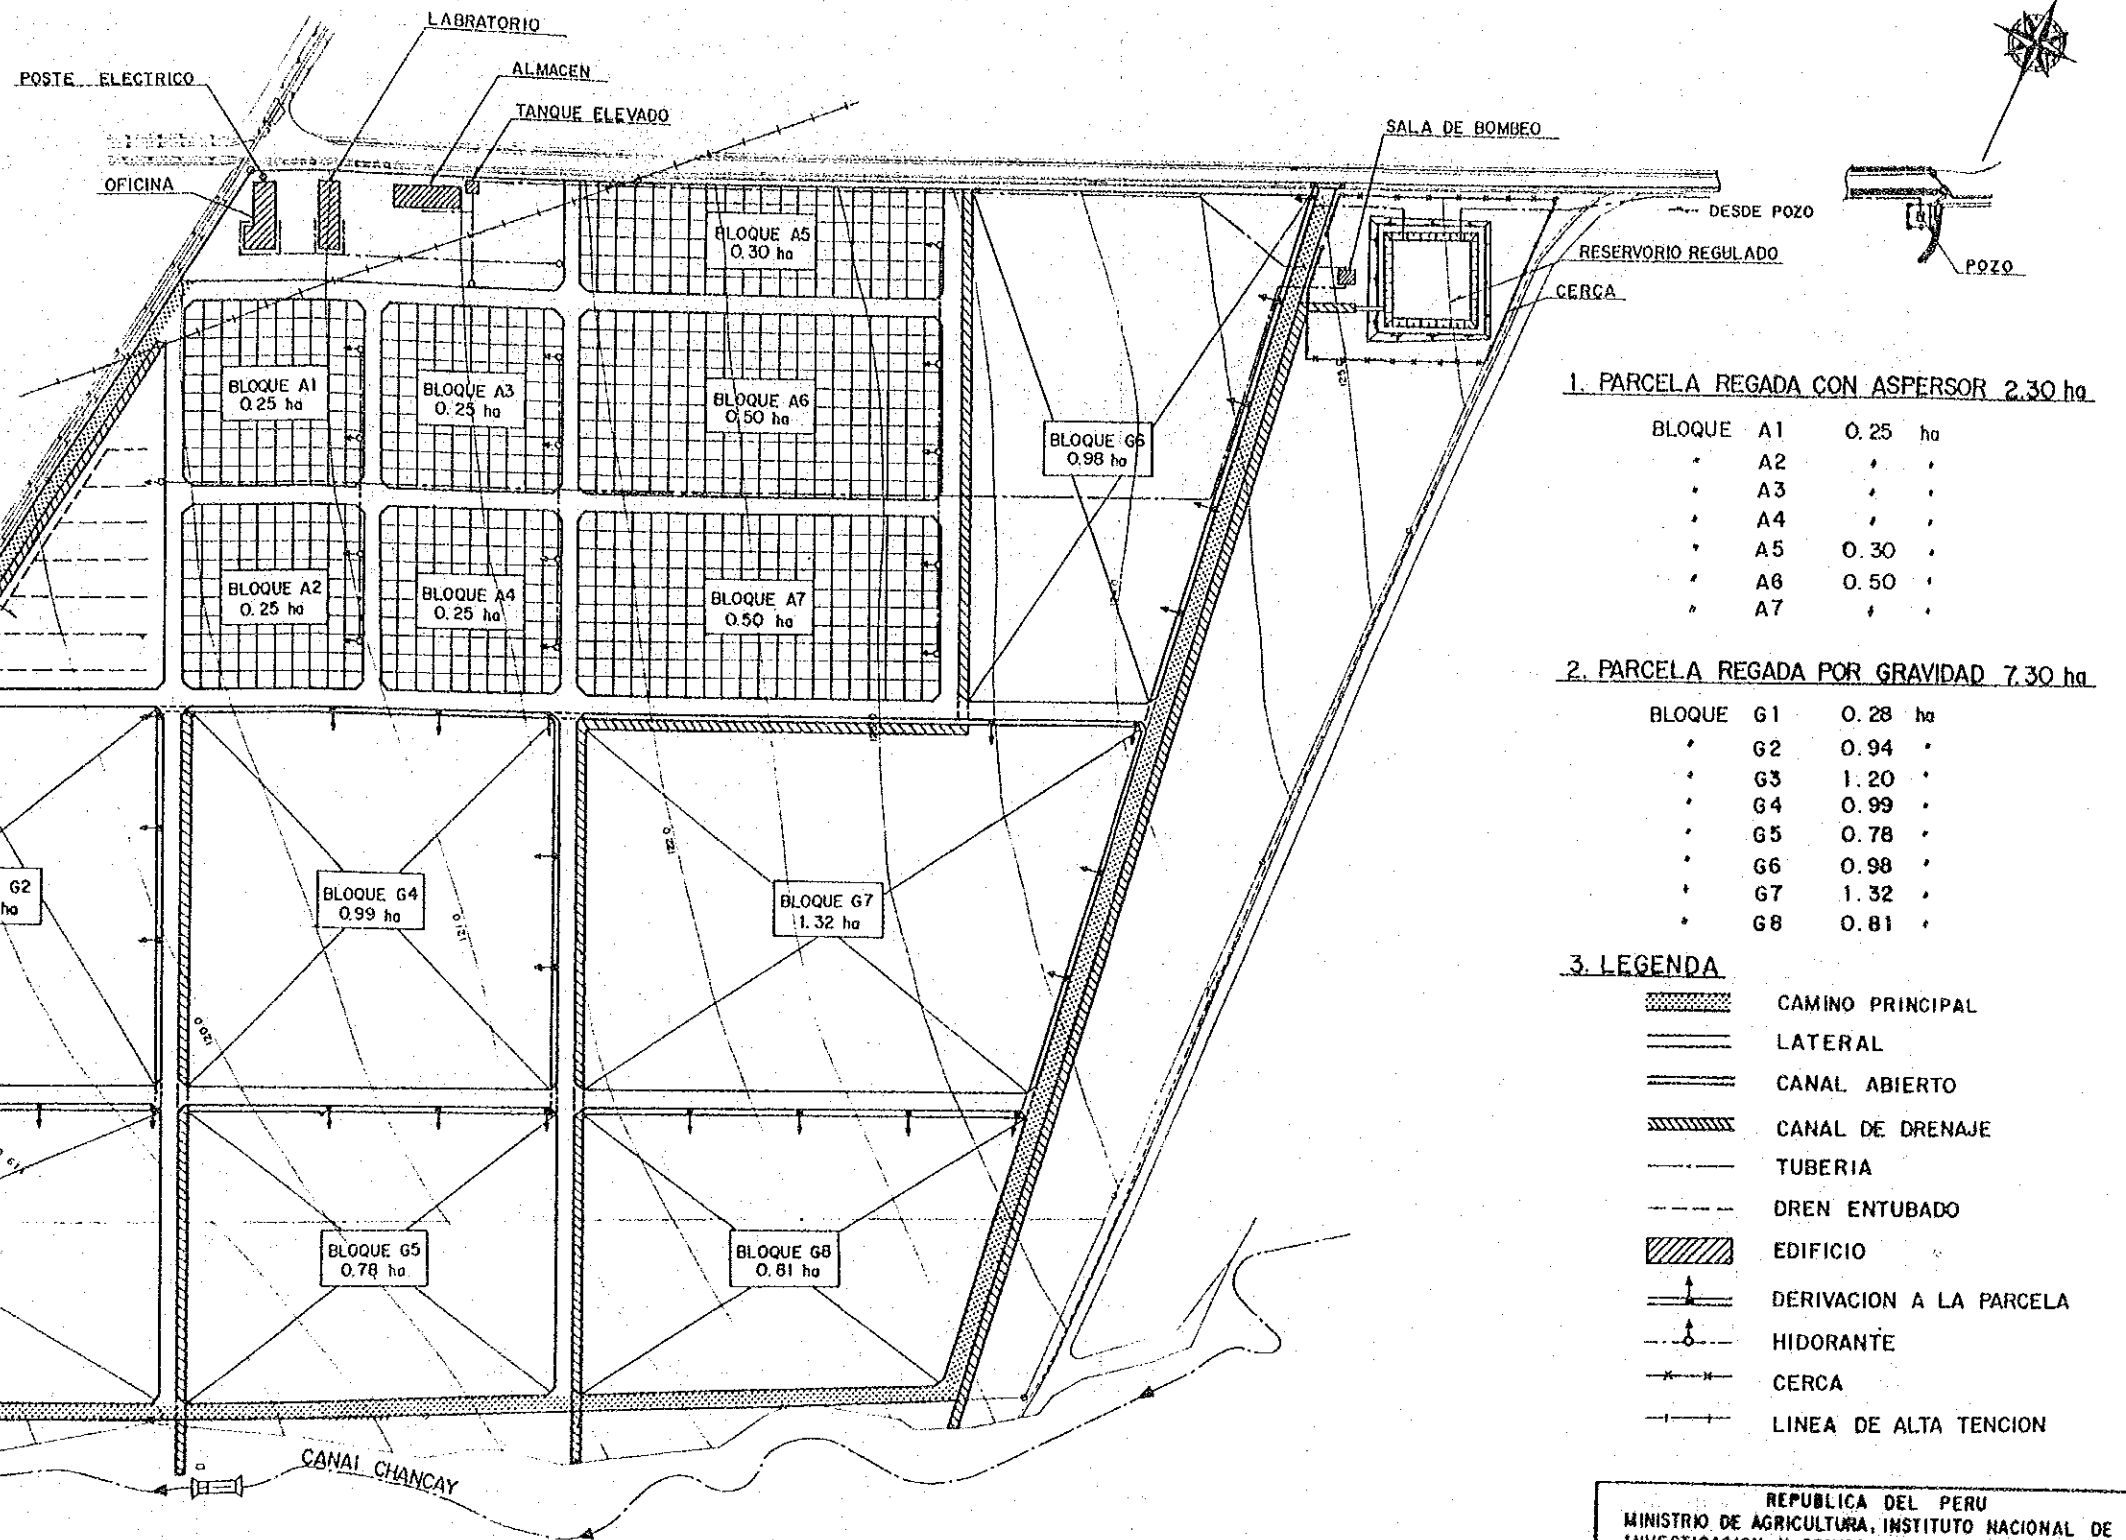 LABRATORIO
POSTE ELECTRICO
ALMACEN
TANQUE ELEVADO
OFICINA
SALA DE BOMBEO
DESDE POZO
RESERVORIO REGULADO
CERCA
POZO
BLOQUE A5
0.30 ha
BLOQUE A1
0.25 ha
BLOQUE A3
0.25 ha
BLOQUE A6
0.50 ha
BLOQUE G6
0.98 ha
BLOQUE A2
0.25 ha
BLOQUE A4
0.25 ha
BLOQUE A7
0.50 ha
G2
ha
BLOQUE G4
0.99 ha
121.0
122.0
BLOQUE G7
1.32 ha
120.0
BLOQUE G5
0.78 ha
BLOQUE G8
0.81 ha
CANAL CHANCAY
1. PARCELA REGADA CON ASPERSOR 2.30 ha
BLOQUE A1 0.25 ha
" A2 " "
" A3 " "
" A4 " "
" A5 0.30 "
" A6 0.50 "
" A7 " "
2. PARCELA REGADA POR GRAVIDAD 7.30 ha
BLOQUE G1 0.28 ha
" G2 0.94 "
" G3 1.20 "
" G4 0.99 "
" G5 0.78 "
" G6 0.98 "
" G7 1.32 "
" G8 0.81 "
3. LEGENDA
CAMINO PRINCIPAL
LATERAL
CANAL ABIERTO
CANAL DE DRENAJE
TUBERIA
DREN ENTUBADO
EDIFICIO
DERIVACION A LA PARCELA
HIDORANTE
CERCA
LINEA DE ALTA TENCION
REPUBLICA DEL PERU
MINISTRIO DE AGRICULTURA, INSTITUTO NACIONAL DE